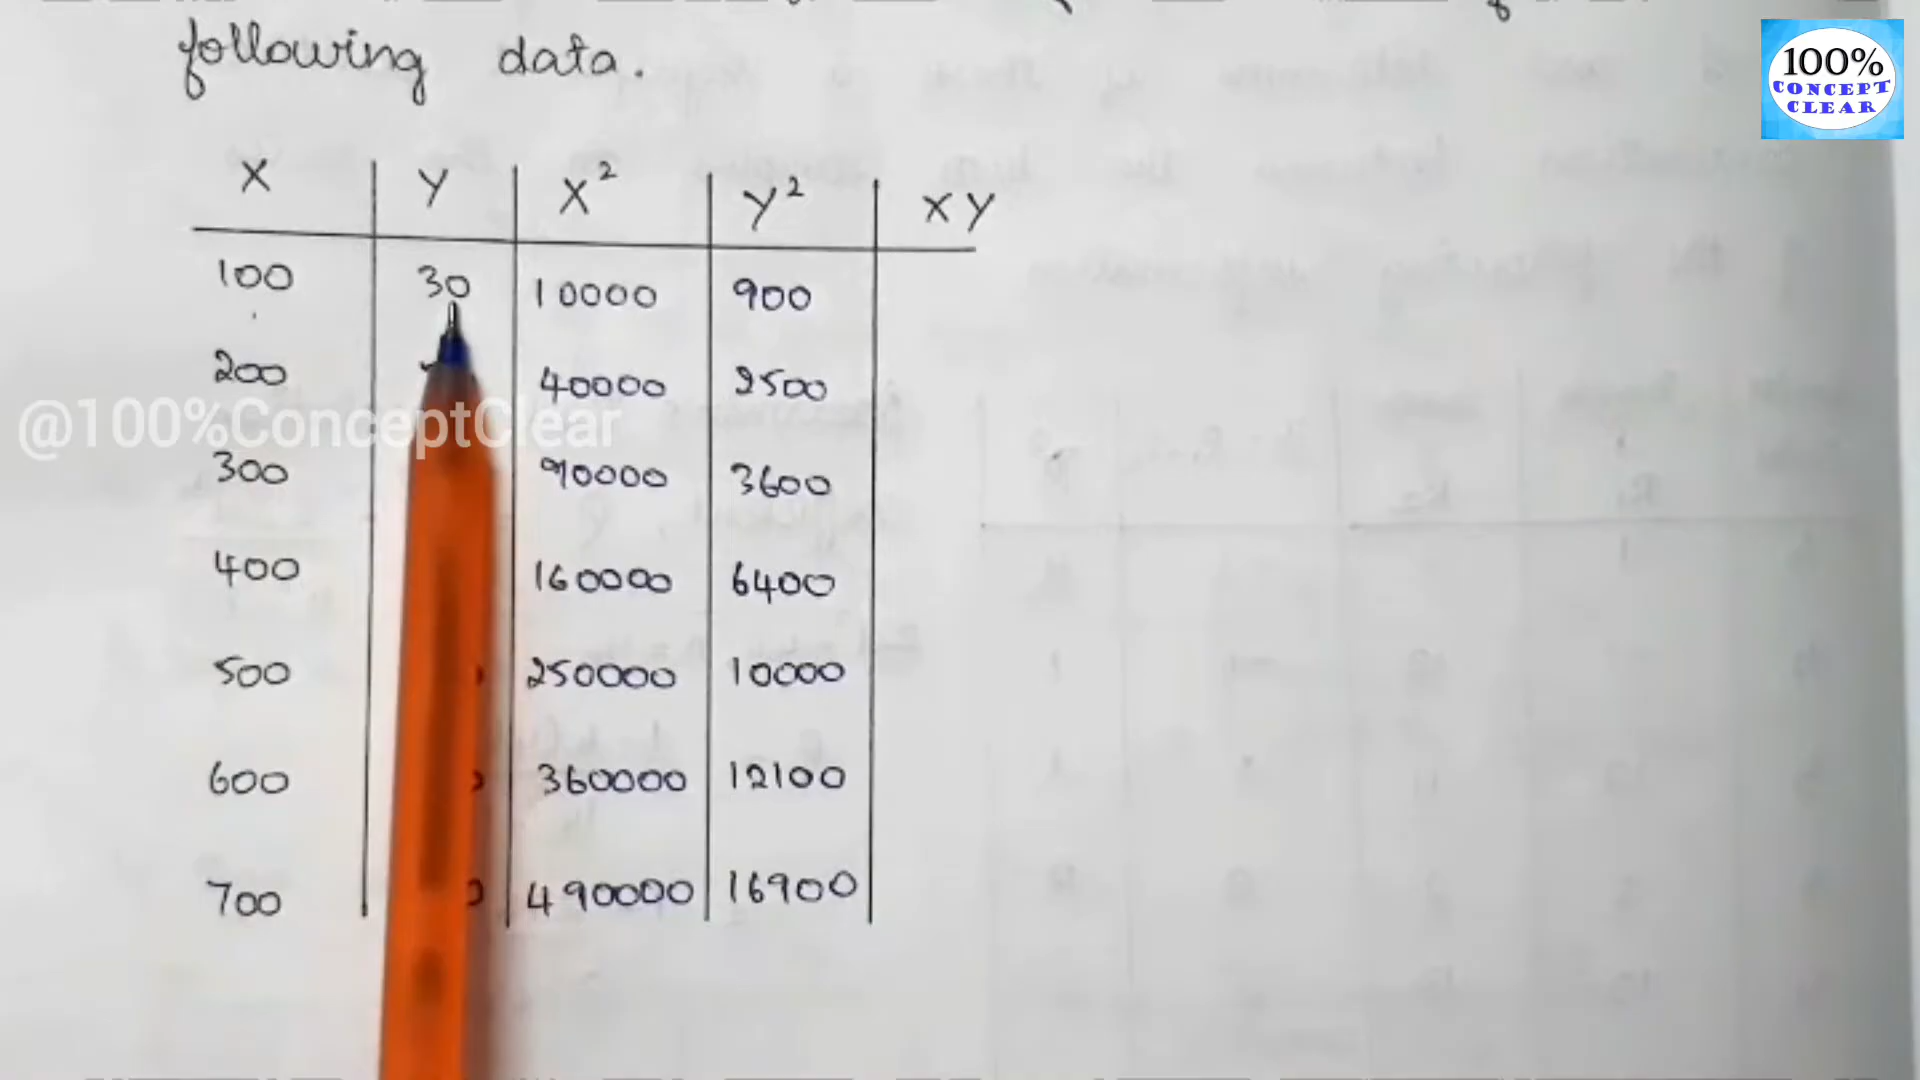 following data.
100%
CONCEPT
CLEAR
X Y X² Y² XY
100 30 10000 900
200 40000 2500
@100%ConceptClear
300 90000 3600
400 160000 6400
500 250000 10000
600 360000 12100
700 490000 16900